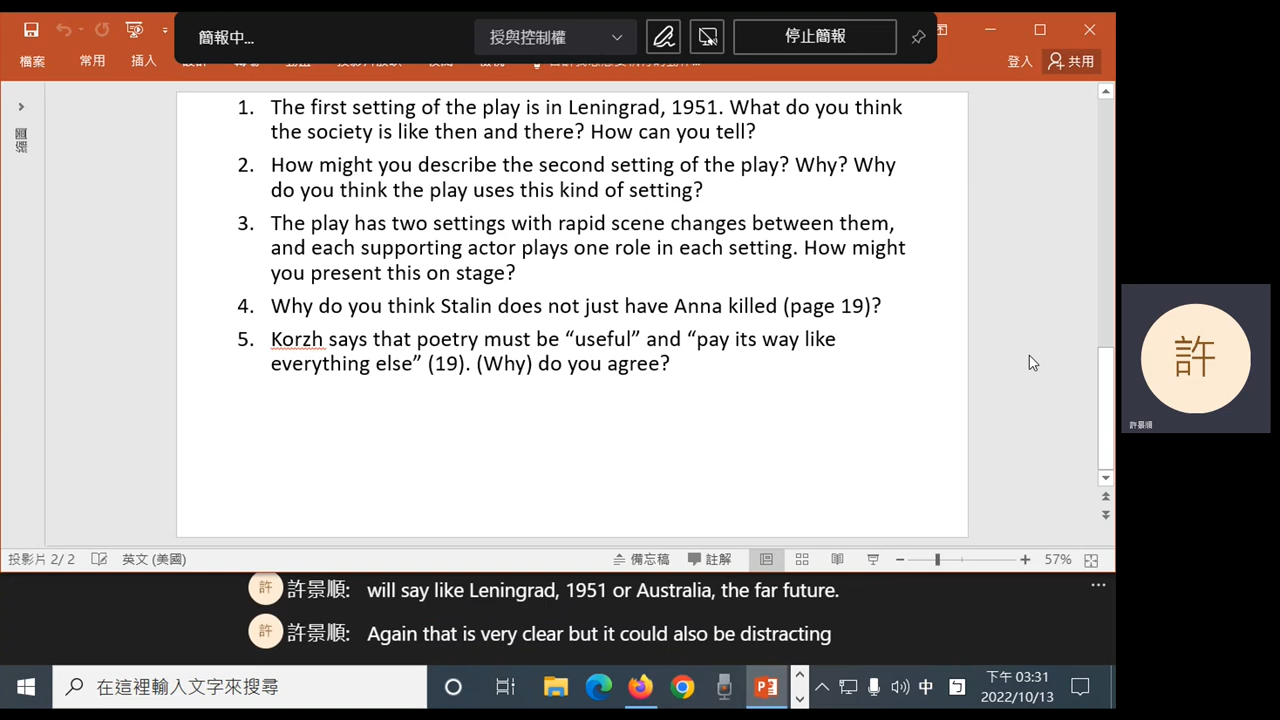 簡報中...
授與控制權
停止簡報
檔案
常用
插入
登入
共用
1. The first setting of the play is in Leningrad, 1951. What do you think
the society is like then and there? How can you tell?
2. How might you describe the second setting of the play? Why? Why
do you think the play uses this kind of setting?
3. The play has two settings with rapid scene changes between them,
and each supporting actor plays one role in each setting. How might
you present this on stage?
4. Why do you think Stalin does not just have Anna killed (page 19)?
5. Korzh says that poetry must be “useful” and “pay its way like
everything else” (19). (Why) do you agree?
許
許景順
投影片 2/ 2
英文 (美國)
備忘稿
註解
57%
許
許景順:
will say like Leningrad, 1951 or Australia, the far future.
許
許景順:
Again that is very clear but it could also be distracting
在這裡輸入文字來搜尋
中
下午 03:31
2022/10/13